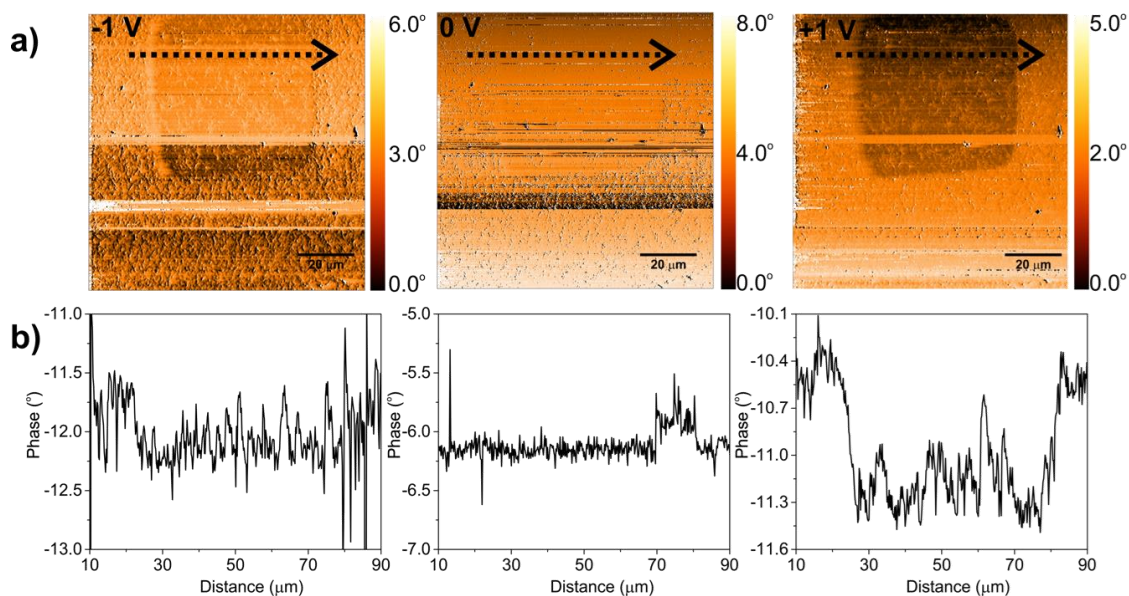 a)
-1 V
6.0°
3.0°
0.0°
20 μm
0 V
8.0°
4.0°
0.0°
20 μm
+1 V
5.0°
2.0°
0.0°
20 μm
b)
Phase (°)
-11.0
-11.5
-12.0
-12.5
-13.0
10 30 50 70 90
Distance (μm)
Phase (°)
-5.0
-5.5
-6.0
-6.5
-7.0
10 30 50 70 90
Distance (μm)
Phase (°)
-10.1
-10.4
-10.7
-11.0
-11.3
-11.6
10 30 50 70 90
Distance (μm)